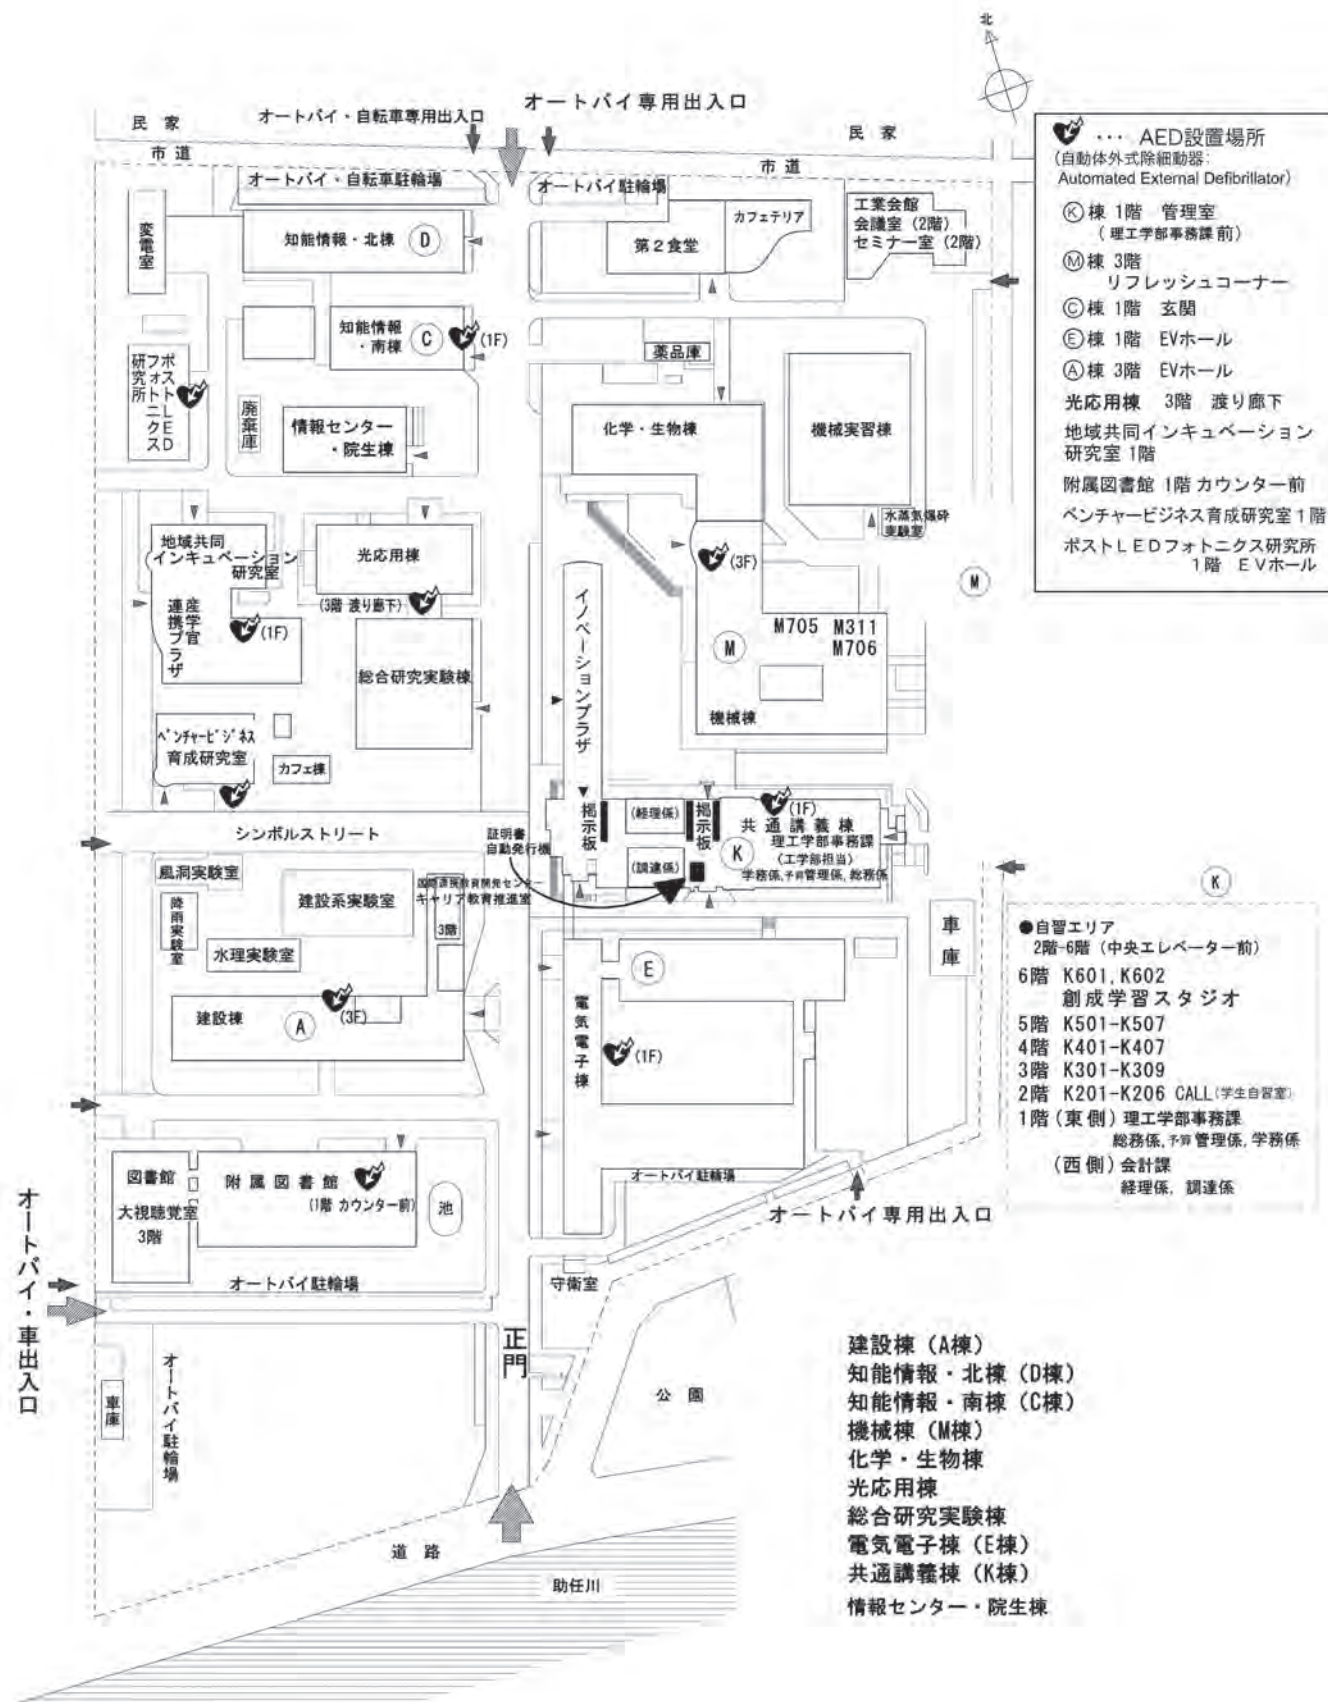 北
オートバイ専用出入口
オートバイ・自転車専用出入口
民家
民家
市道
市道
オートバイ・自転車駐輪場
オートバイ駐輪場
変電室
知能情報・北棟 D
第2食堂
カフェテリア
工業会館
会議室（2階）
セミナー室（2階）
知能情報
・南棟
C
(1F)
薬品庫
ポストLED
フォトニクス
研究所
廃棄庫
情報センター
・院生棟
化学・生物棟
機械実習棟
水蒸気爆砕
実験室
地域共同
インキュベーション
研究室
光応用棟
(3F)
(3階 渡り廊下)
産学官
連携プラザ
(1F)
イノベーションプラザ
M705 M311
M706
M
M
総合研究実験棟
機械棟
ベンチャービジネス
育成研究室
カフェ棟
シンボルストリート
証明書
自動発行機
掲示板
(経理係)
掲示板
(1F)
共通講義棟
理工学部事務課
(工学部担当)
学務係,予算管理係,総務係
(調達係)
K
K
風洞実験室
降雨実験室
建設系実験室
国際連携教育開発センター
キャリア教育推進室
3階
水理実験室
車庫
E
建設棟
A
(3F)
電気電子棟
(1F)
図書館
大視聴覚室
3階
附属図書館
(1階 カウンター前)
池
オートバイ駐輪場
オートバイ専用出入口
オートバイ駐輪場
守衛室
オートバイ・車出入口
正門
車庫
オートバイ駐輪場
公園
道路
助任川
… AED設置場所
(自動体外式除細動器:
Automated External Defibrillator)
Ⓚ棟 1階 管理室
(理工学部事務課前)
Ⓜ棟 3階
リフレッシュコーナー
Ⓒ棟 1階 玄関
Ⓔ棟 1階 EVホール
Ⓐ棟 3階 EVホール
光応用棟 3階 渡り廊下
地域共同インキュベーション
研究室 1階
附属図書館 1階 カウンター前
ベンチャービジネス育成研究室1階
ポストLEDフォトニクス研究所
1階 EVホール
●自習エリア
2階-6階（中央エレベーター前）
6階 K601,K602
創成学習スタジオ
5階 K501-K507
4階 K401-K407
3階 K301-K309
2階 K201-K206 CALL(学生自習室)
1階（東側）理工学部事務課
総務係,予算管理係,学務係
（西側）会計課
経理係, 調達係
建設棟（A棟）
知能情報・北棟（D棟）
知能情報・南棟（C棟）
機械棟（M棟）
化学・生物棟
光応用棟
総合研究実験棟
電気電子棟（E棟）
共通講義棟（K棟）
情報センター・院生棟